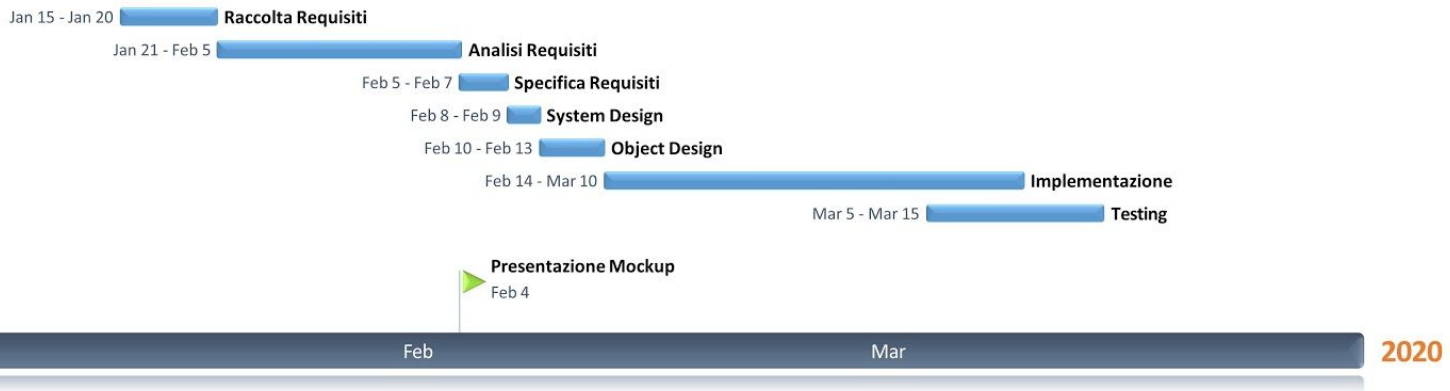 Jan 15 - Jan 20 Raccolta Requisiti
Jan 21 - Feb 5 Analisi Requisiti
Feb 5 - Feb 7 Specifica Requisiti
Feb 8 - Feb 9 System Design
Feb 10 - Feb 13 Object Design
Feb 14 - Mar 10 Implementazione
Mar 5 - Mar 15 Testing
Presentazione Mockup
Feb 4
Feb Mar 2020